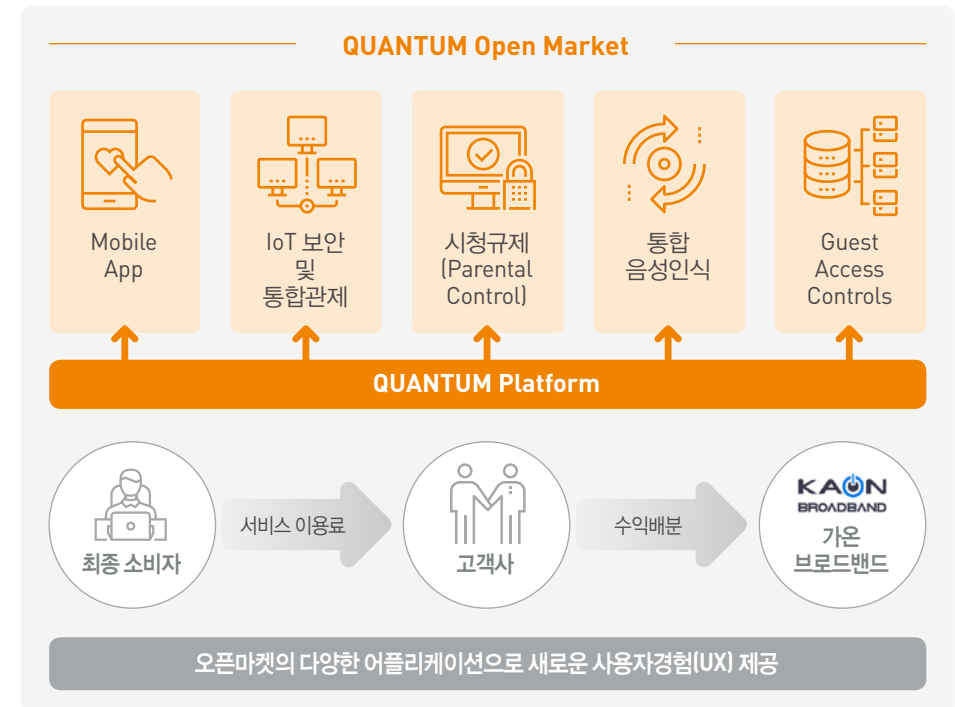 QUANTUM Open Market
Mobile
App
IoT 보안
및
통합관제
시청규제
(Parental
Control)
통합
음성인식
Guest
Access
Controls
QUANTUM Platform
최종 소비자
서비스 이용료
고객사
수익배분
KAON
BROADBAND
가온
브로드밴드
오픈마켓의 다양한 어플리케이션으로 새로운 사용자경험(UX) 제공